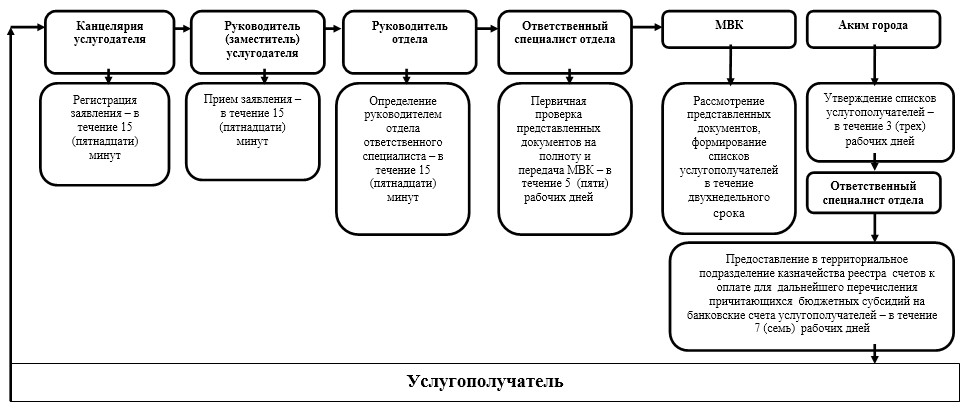 Канцелярия
услугодателя
Руководитель
(заместитель)
услугодателя
Руководитель
отдела
Ответственный
специалист отдела
МВК
Аким города
Регистрация
заявления – в
течение 15
(пятнадцати)
минут
Прием заявления –
в течение 15
(пятнадцати)
минут
Определение
руководителем
отдела
ответственного
специалиста – в
течение 15
(пятнадцати)
минут
Первичная
проверка
представленных
документов на
полноту и
передача МВК – в
течение 5 (пяти)
рабочих дней
Рассмотрение
представленных
документов,
формирование
списков
услугополучателей
в течение
двухнедельного
срока
Утверждение списков
услугополучателей –
в течение 3 (трех)
рабочих дней
Ответственный
специалист отдела
Предоставление в территориальное
подразделение казначейства реестра счетов к
оплате для дальнейшего перечисления
причитающихся бюджетных субсидий на
банковские счета услугополучателей – в течение
7 (семь) рабочих дней
Услугополучатель